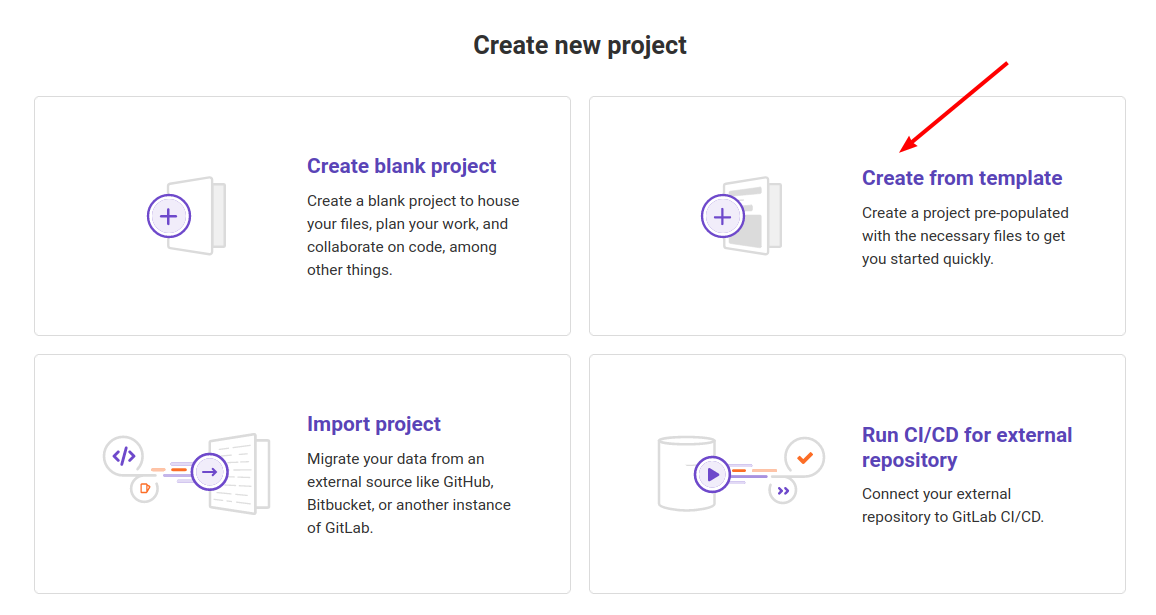 Create new project
Create blank project
Create a blank project to house
your files, plan your work, and
collaborate on code, among
other things.
Create from template
Create a project pre-populated
with the necessary files to get
you started quickly.
Import project
Migrate your data from an
external source like GitHub,
Bitbucket, or another instance
of GitLab.
Run CI/CD for external
repository
Connect your external
repository to GitLab CI/CD.